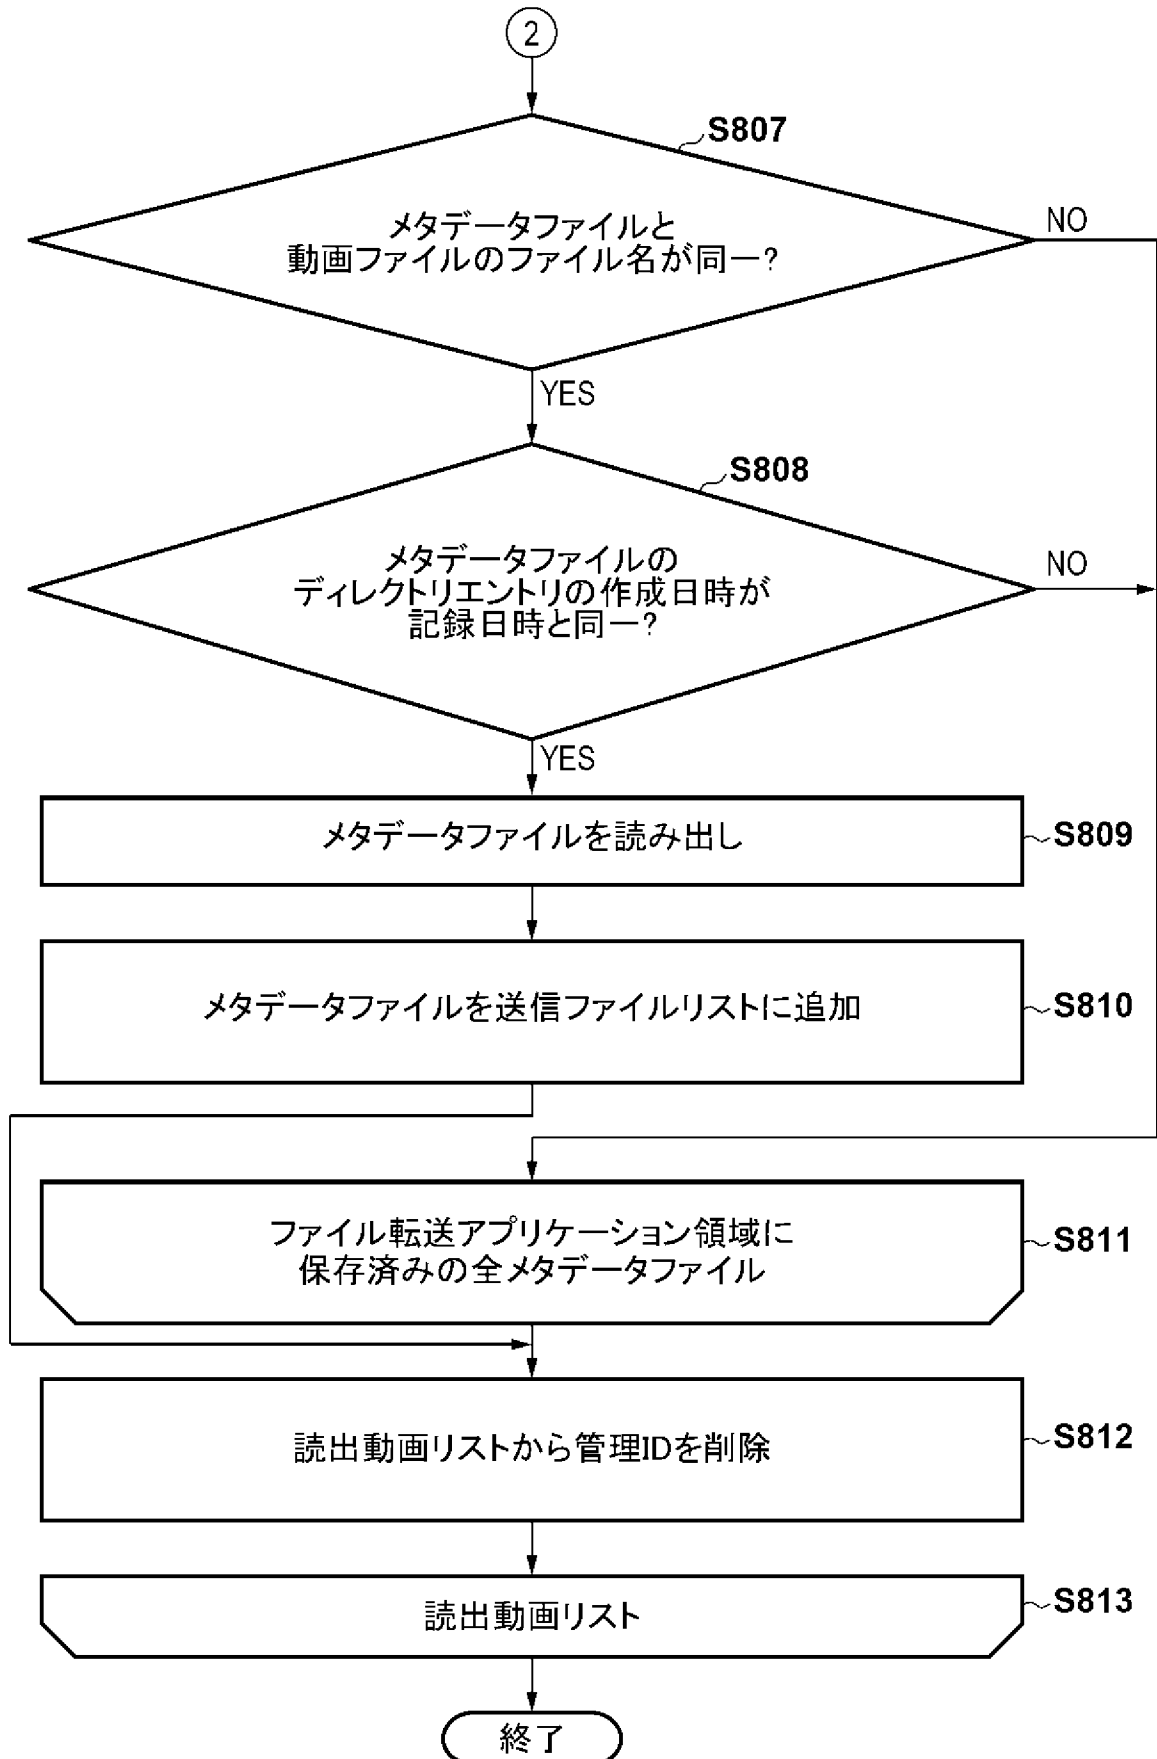 2
S807
メタデータファイルと
動画ファイルのファイル名が同一?
NO
YES
S808
メタデータファイルの
ディレクトリエントリの作成日時が
記録日時と同一?
NO
YES
メタデータファイルを読み出し
S809
メタデータファイルを送信ファイルリストに追加
S810
ファイル転送アプリケーション領域に
保存済みの全メタデータファイル
S811
読出動画リストから管理IDを削除
S812
読出動画リスト
S813
終了